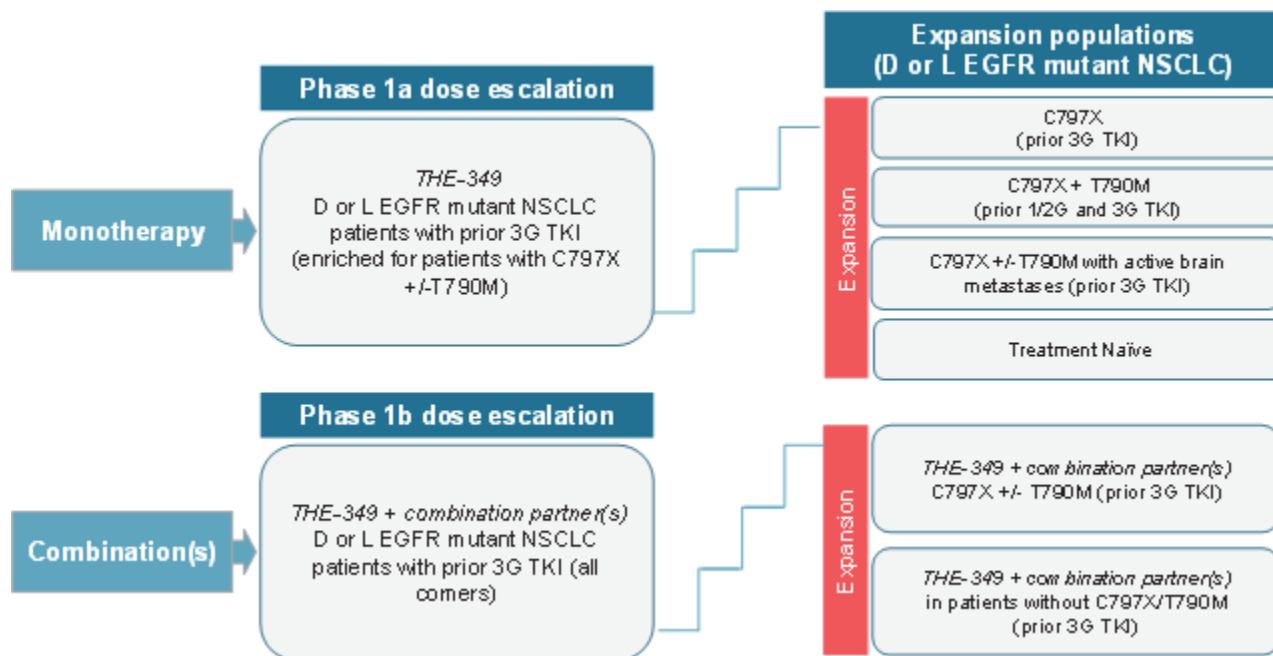 Monotherapy
Phase 1a dose escalation
THE-349
D or L EGFR mutant NSCLC
patients with prior 3G TKI
(enriched for patients with C797X
+/-T790M)
Expansion populations
(D or L EGFR mutant NSCLC)
Expansion
C797X
(prior 3G TKI)
C797X + T790M
(prior 1/2G and 3G TKI)
C797X +/-T790M with active brain
metastases (prior 3G TKI)
Treatment Naïve
Combination(s)
Phase 1b dose escalation
THE-349 + combination partner(s)
D or L EGFR mutant NSCLC
patients with prior 3G TKI (all
comers)
Expansion
THE-349 + combination partner(s)
C797X +/- T790M (prior 3G TKI)
THE-349 + combination partner(s)
in patients without C797X/T790M
(prior 3G TKI)